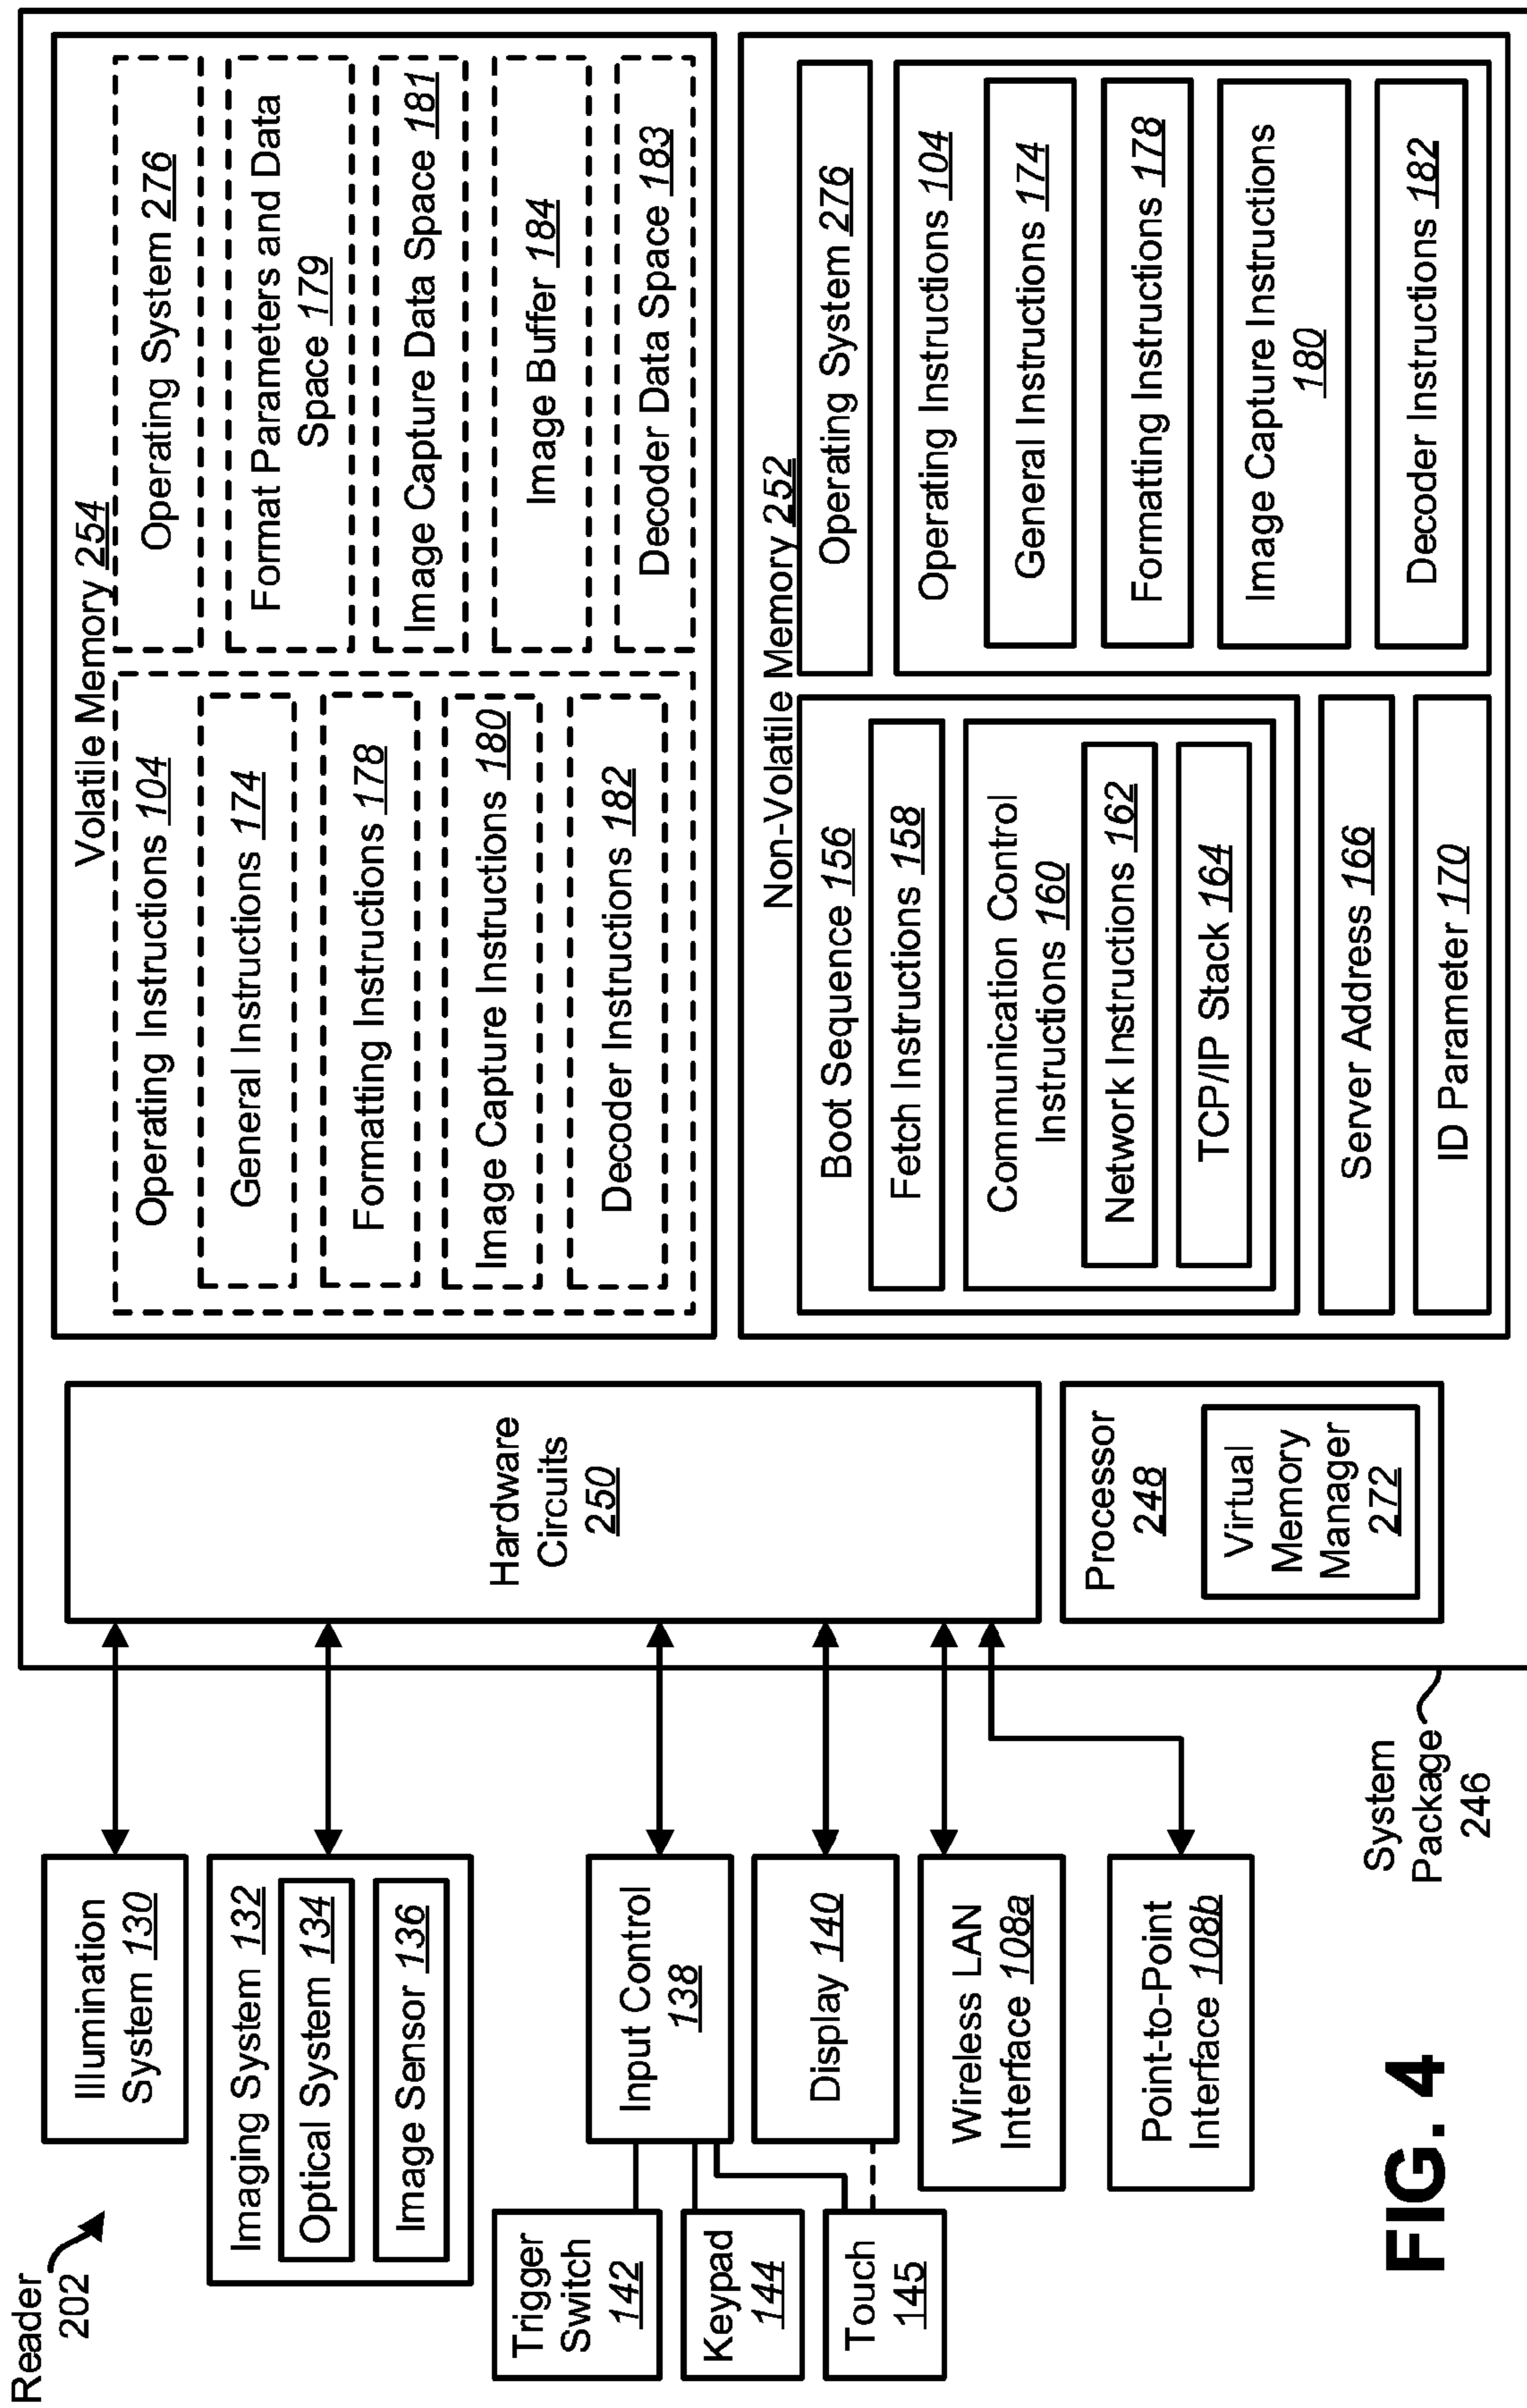 Reader
202
Illumination
System 130
Imaging System 132
Optical System 134
Image Sensor 136
Trigger
Switch
142
Keypad
144
Touch
145
Input Control
138
Display 140
Wireless LAN
Interface 108a
Point-to-Point
Interface 108b
System
Package
246
Hardware
Circuits
250
Processor
248
Virtual
Memory
Manager
272
Volatile Memory 254
Operating Instructions 104
General Instructions 174
Formatting Instructions 178
Image Capture Instructions 180
Decoder Instructions 182
Operating System 276
Format Parameters and Data
Space 179
Image Capture Data Space 181
Image Buffer 184
Decoder Data Space 183
Non-Volatile Memory 252
Boot Sequence 156
Fetch Instructions 158
Communication Control
Instructions 160
Network Instructions 162
TCP/IP Stack 164
Server Address 166
ID Parameter 170
Operating System 276
Operating Instructions 104
General Instructions 174
Formating Instructions 178
Image Capture Instructions
180
Decoder Instructions 182
FIG. 4